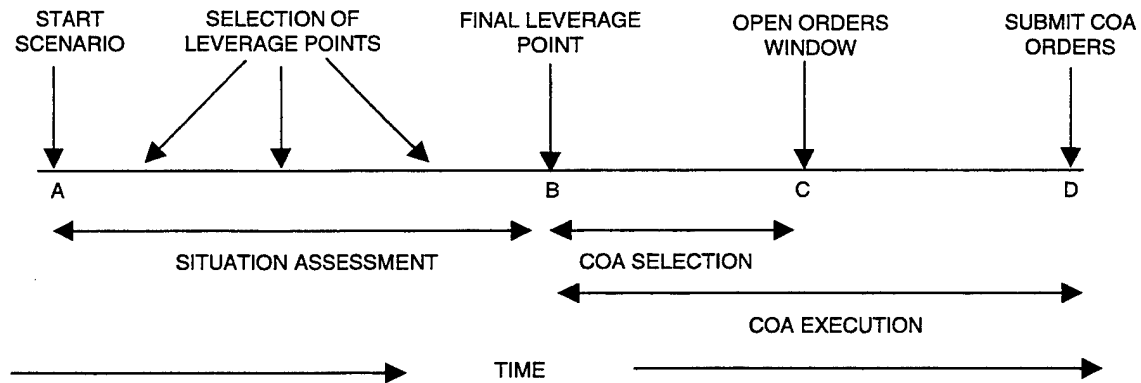 START
SCENARIO
SELECTION OF
LEVERAGE POINTS
FINAL LEVERAGE
POINT
OPEN ORDERS
WINDOW
SUBMIT COA
ORDERS
A
B
C
D
SITUATION ASSESSMENT
COA SELECTION
COA EXECUTION
TIME